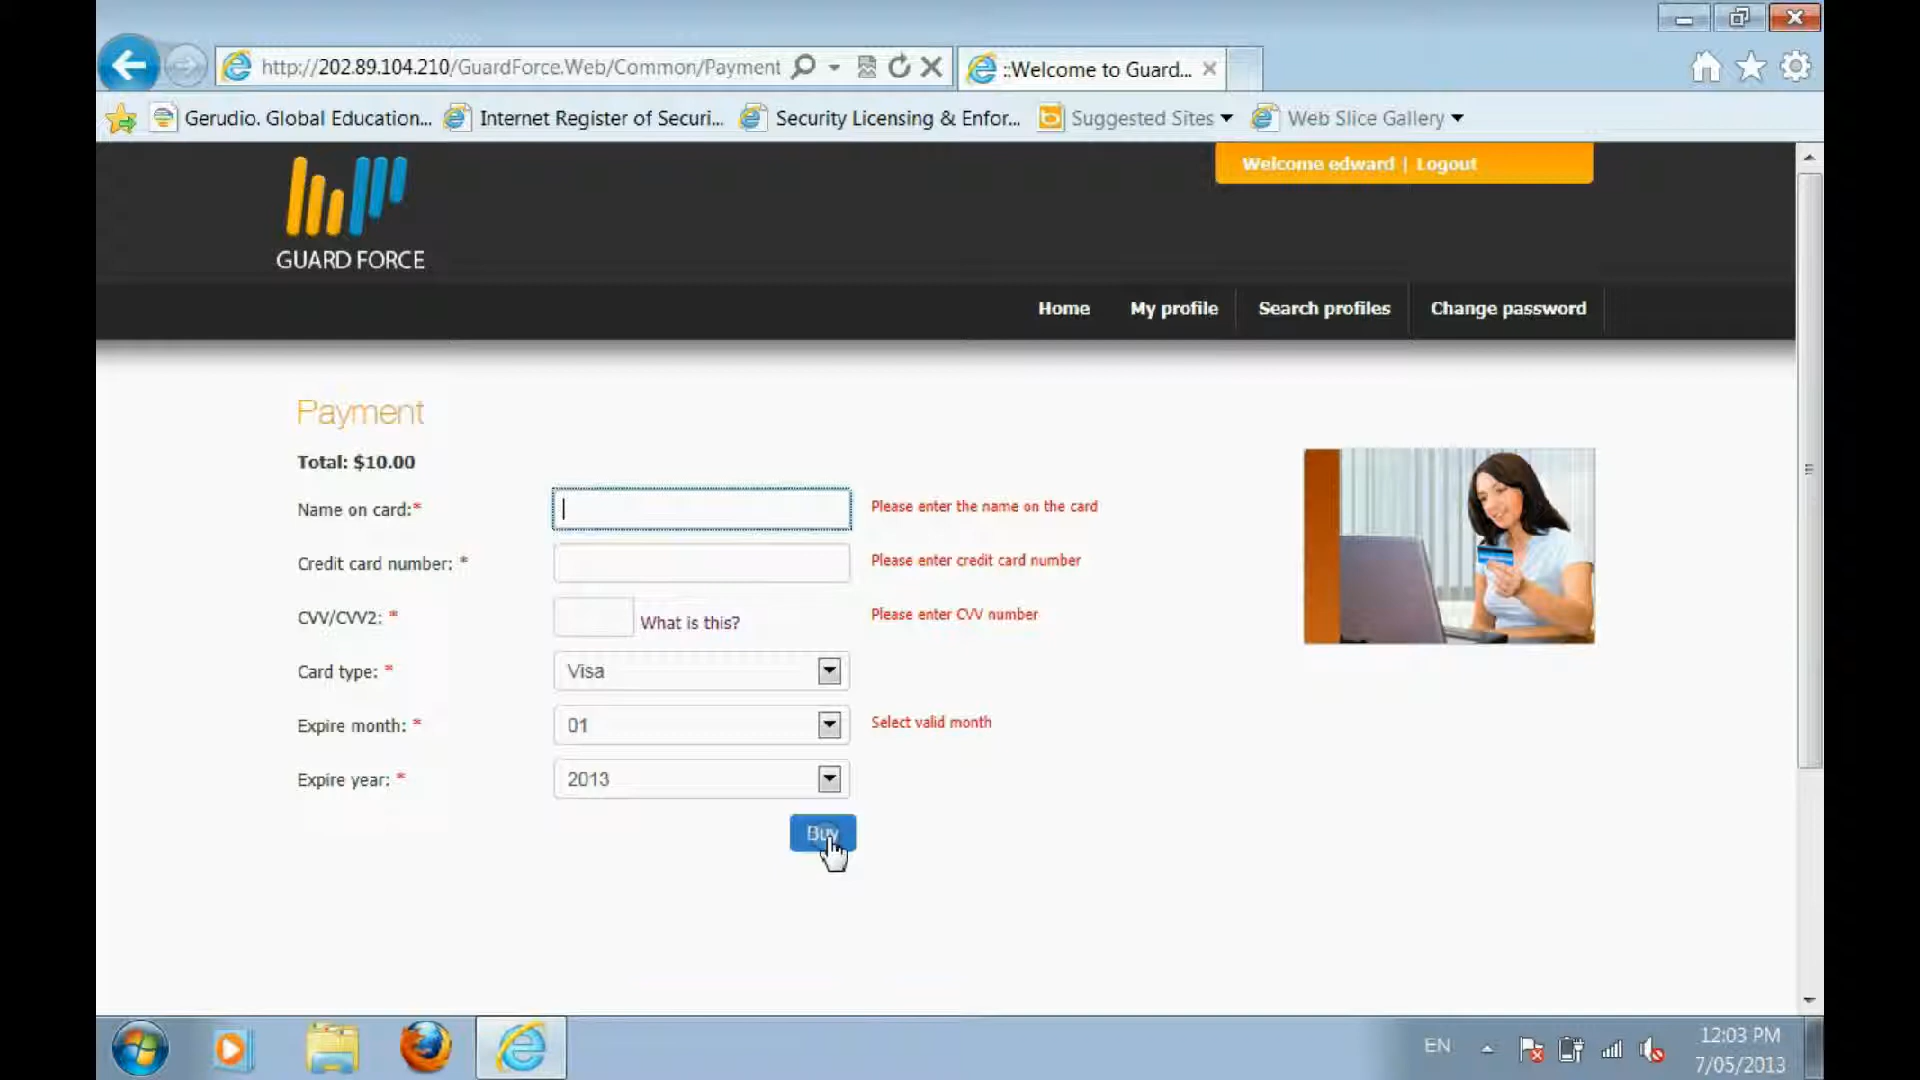 http://202.89.104.210/GuardForce.Web/Common/Payment
::Welcome to Guard...
Gerudio. Global Education...
Internet Register of Securi...
Security Licensing & Enfor...
Suggested Sites
Web Slice Gallery
Welcome edward | Logout
GUARD FORCE
Home
My profile
Search profiles
Change password
Payment
Total: $10.00
Name on card:*
Please enter the name on the card
Credit card number: *
Please enter credit card number
CVV/CVV2: *
What is this?
Please enter CVV number
Card type: *
Visa
Expire month: *
01
Select valid month
Expire year: *
2013
Buy
EN
12:03 PM
7/05/2013